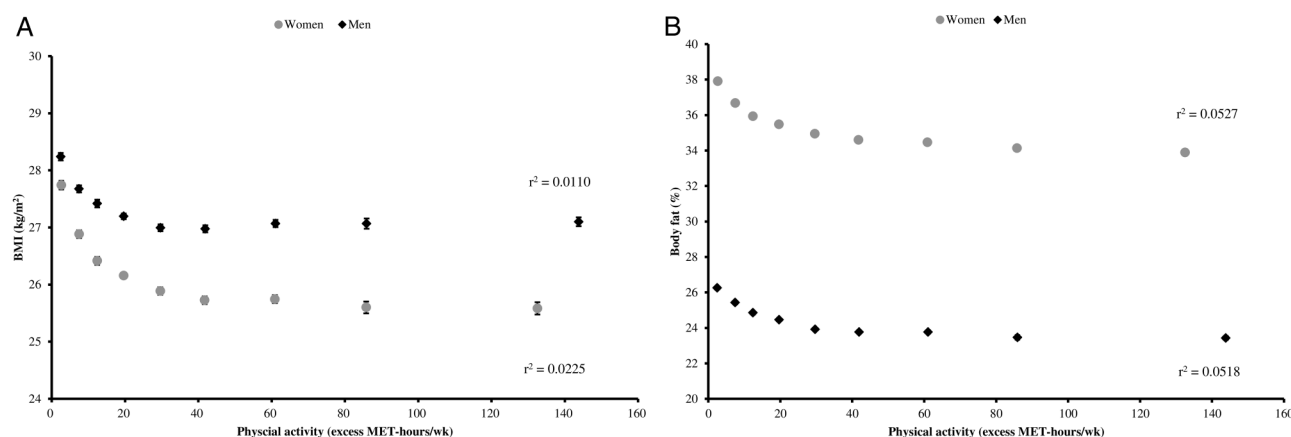 A
Women Men
30
29
28
27
26
25
24
BMI (kg/m²)
r² = 0.0110
r² = 0.0225
0 20 40 60 80 100 120 140 160
Physcial activity (excess MET-hours/wk)
B
Women Men
40
38
36
34
32
30
28
26
24
22
20
Body fat (%)
r² = 0.0527
r² = 0.0518
0 20 40 60 80 100 120 140 160
Physical activity (excess MET-hours/wk)